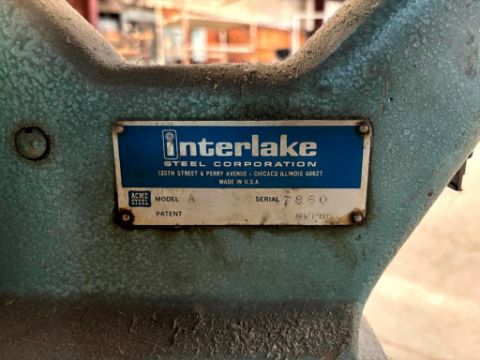 interlake
STEEL CORPORATION
135TH STREET & PERRY AVENUE - CHICAGO ILLINOIS 60627
MADE IN U.S.A.
ACME STEEL
MODEL A SERIAL 7860
PATENT